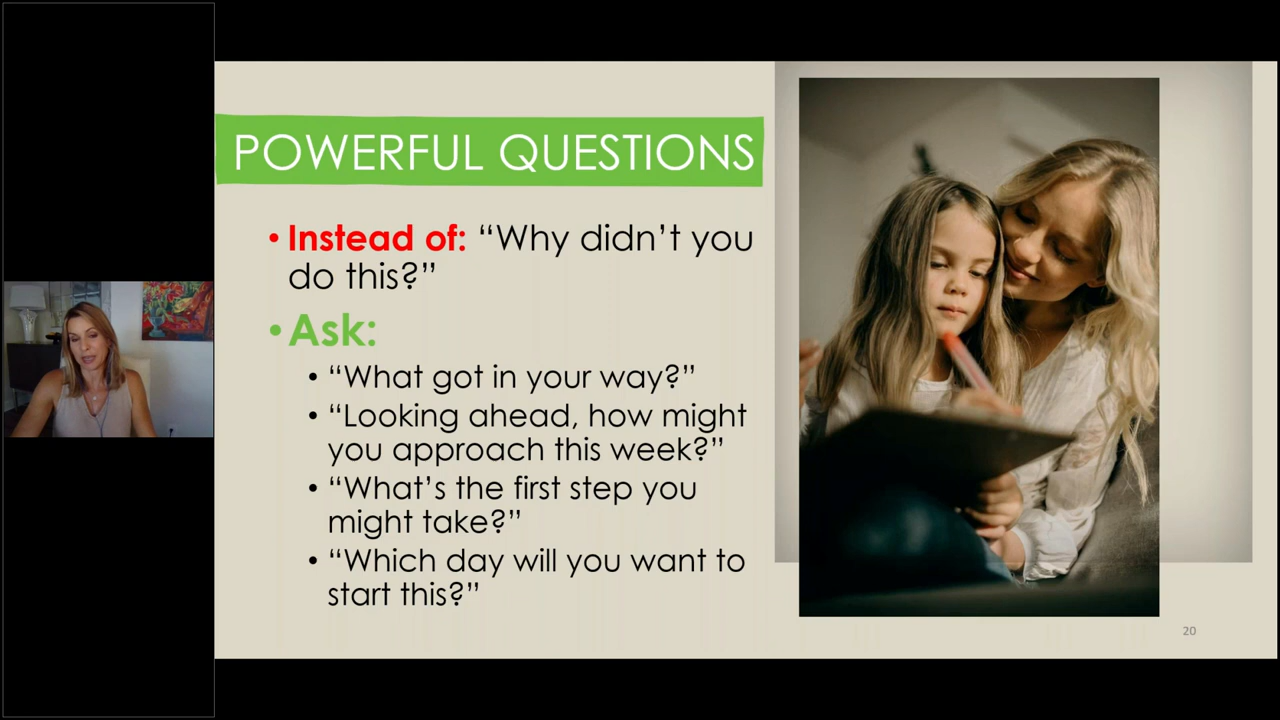 POWERFUL QUESTIONS
• Instead of: “Why didn’t you
do this?”
• Ask:
• “What got in your way?”
• “Looking ahead, how might
you approach this week?”
• “What’s the first step you
might take?”
• “Which day will you want to
start this?”
20